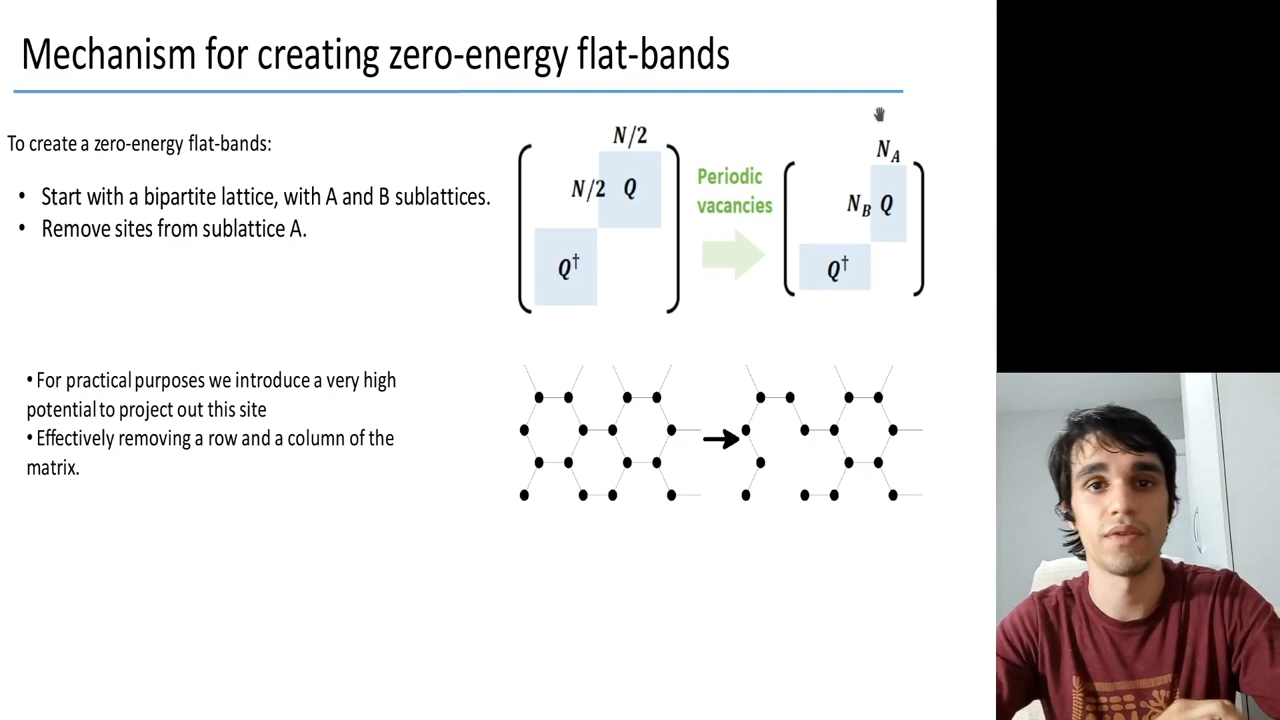 Mechanism for creating zero-energy flat-bands
To create a zero-energy flat-bands:
• Start with a bipartite lattice, with A and B sublattices.
• Remove sites from sublattice A.
N/2
N/2 Q
Q†
Periodic
vacancies
N_A
N_B Q
Q†
• For practical purposes we introduce a very high
potential to project out this site
• Effectively removing a row and a column of the
matrix.